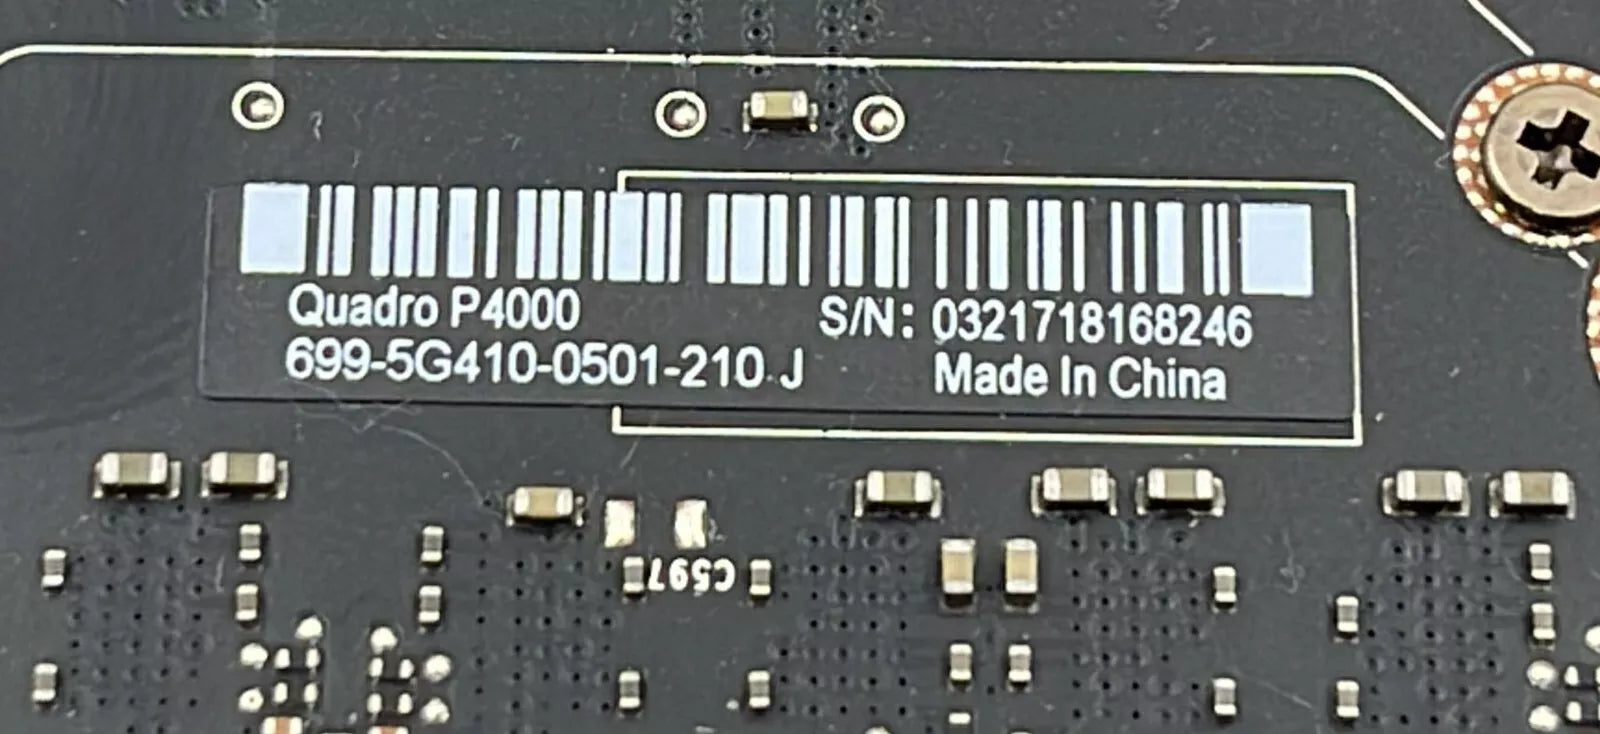 Quadro P4000
S/N: 0321718168246
699-5G410-0501-210 J
Made In China
C597